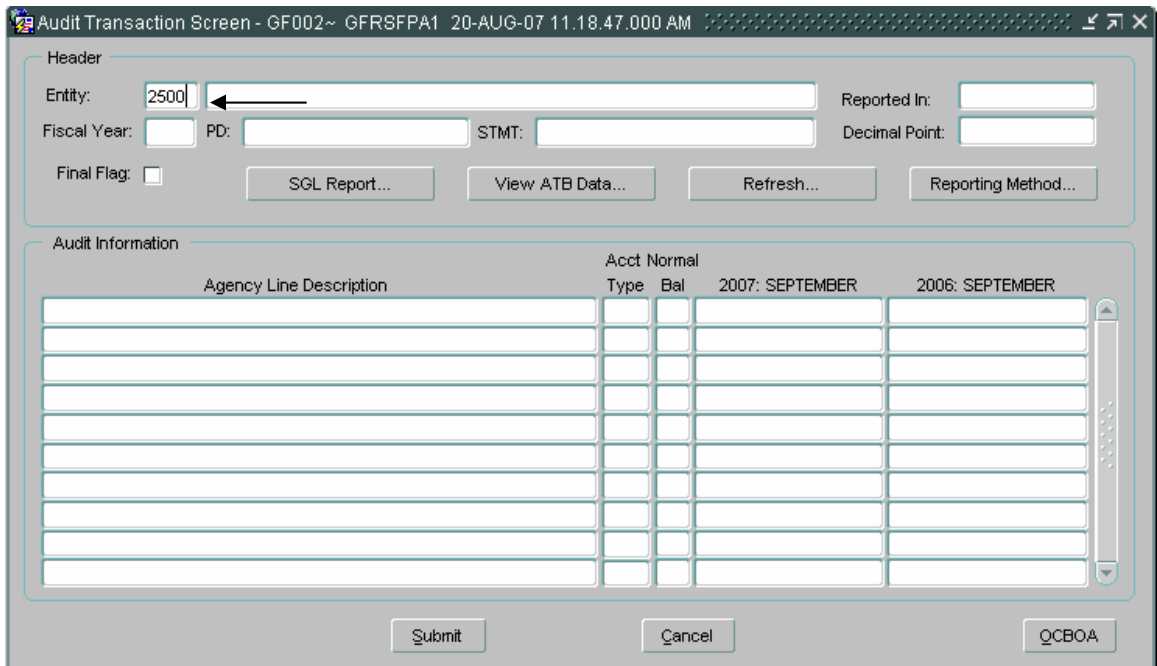 Audit Transaction Screen - GF002~ GFRSFPA1 20-AUG-07 11.18.47.000 AM
Header
Entity: 2500 Reported In:
Fiscal Year: PD: STMT: Decimal Point:
Final Flag: SGL Report... View ATB Data... Refresh... Reporting Method...
Audit Information
Acct Normal
Agency Line Description Type Bal 2007: SEPTEMBER 2006: SEPTEMBER
Submit Cancel OCBOA